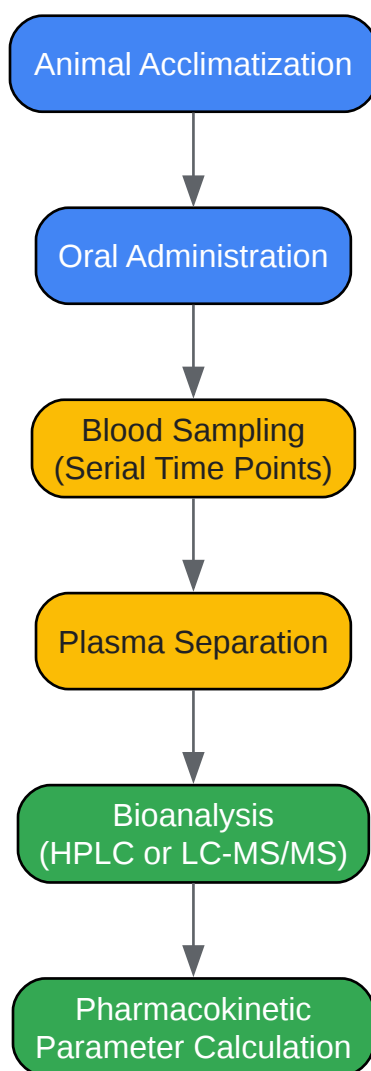 Animal Acclimatization
Oral Administration
Blood Sampling
(Serial Time Points)
Plasma Separation
Bioanalysis
(HPLC or LC-MS/MS)
Pharmacokinetic
Parameter Calculation